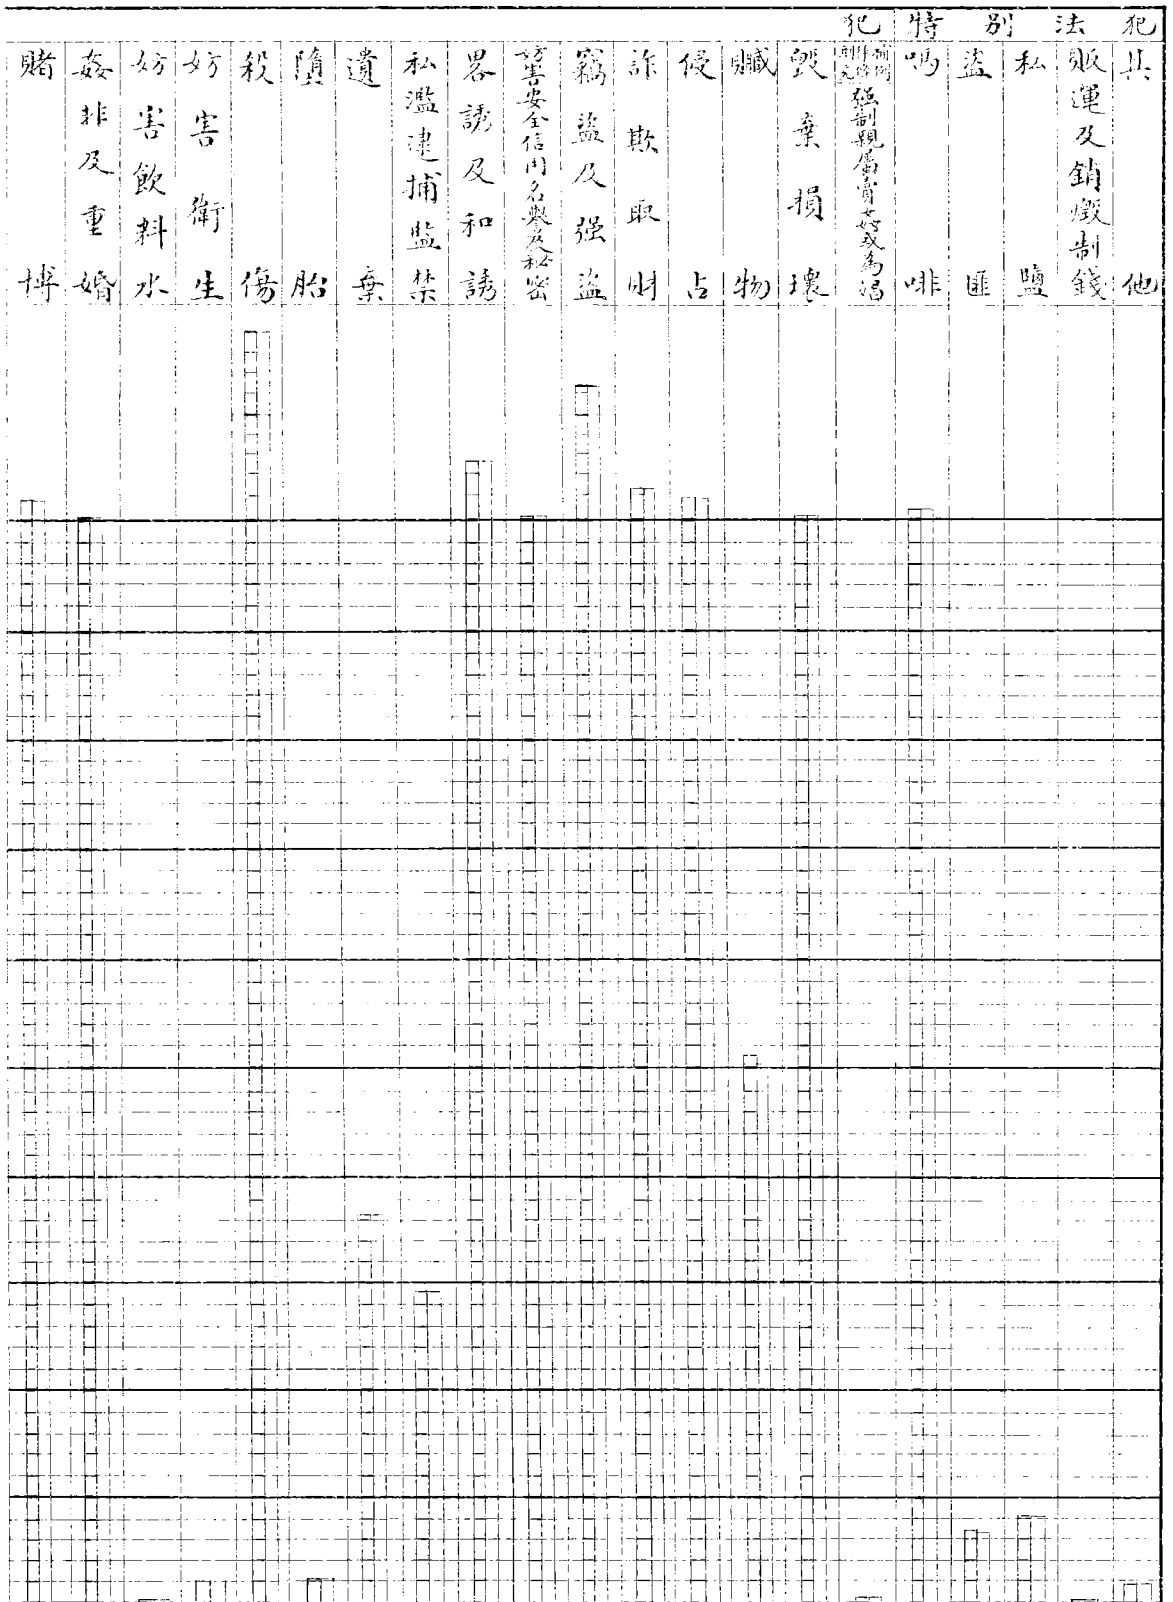 犯　特別法犯
賭博
姦非及重婚
妨害飲料水
妨害衛生
殺傷
墮胎
遺棄
私濫逮捕監禁
畧誘及和誘
妨害安全信用名譽及秘密
竊盜及强盜
詐欺取財
侵占
贓物
毀棄損壞
强制親屬賣姦或為娼
嗎啡
盜匪
私鹽
販運及銷燬制錢
其他